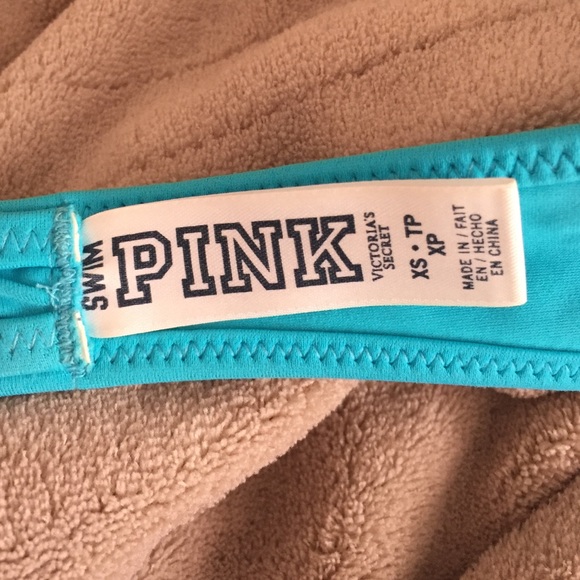 SWIM
PINK
VICTORIA'S
SECRET
XS • TP
XP
MADE IN / FAIT
EN / HECHO
EN CHINA